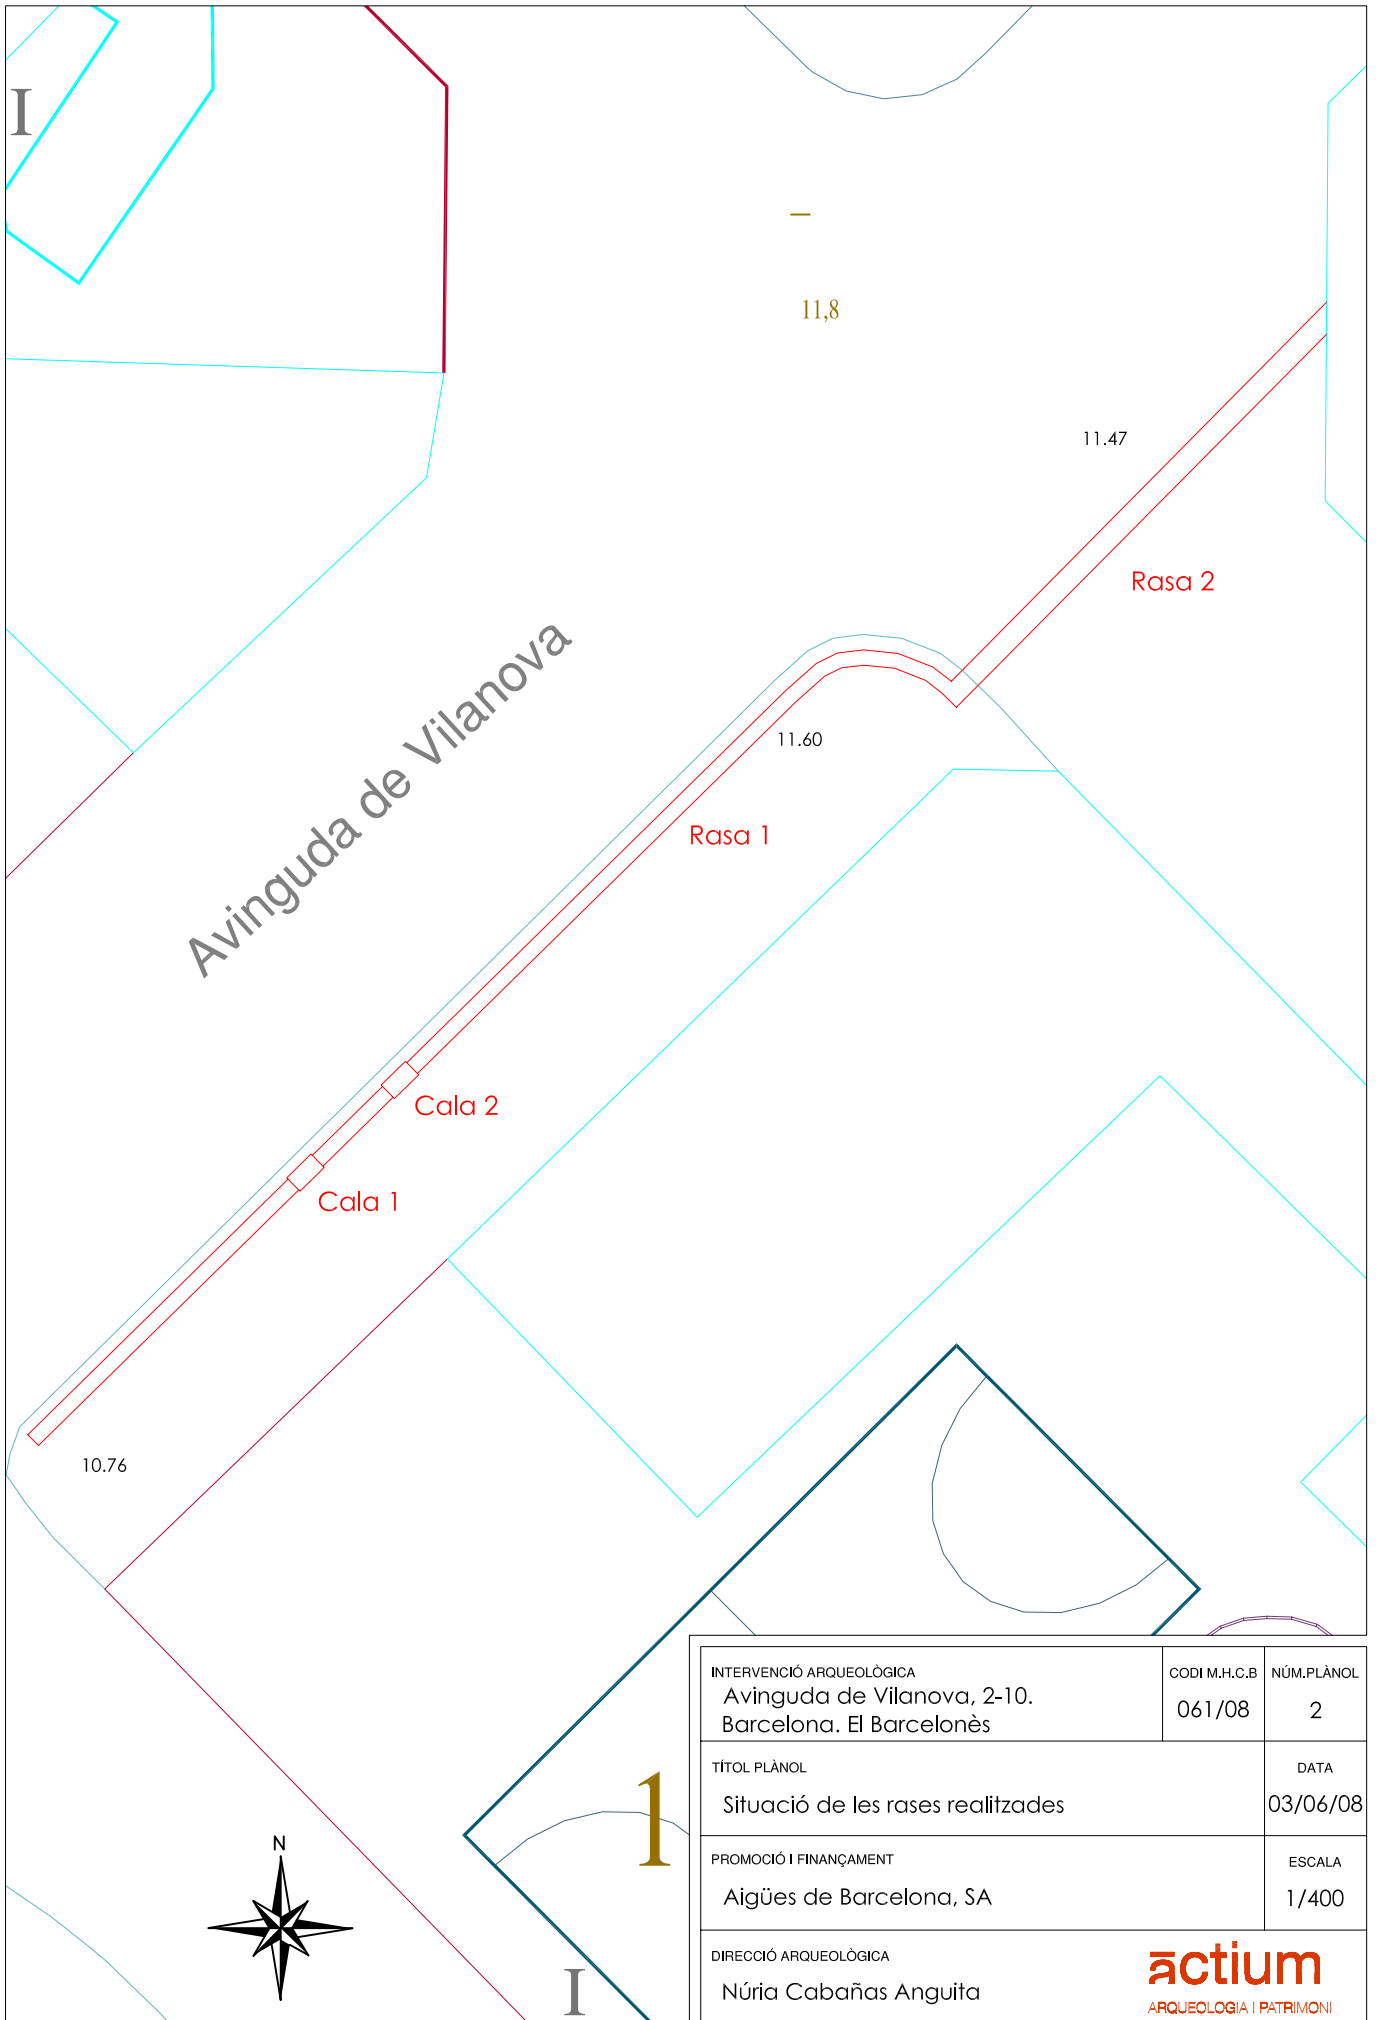 I
11,8
11.47
Rasa 2
Avinguda de Vilanova
11.60
Rasa 1
Cala 2
Cala 1
10.76
1
N
I
INTERVENCIÓ ARQUEOLÒGICA
Avinguda de Vilanova, 2-10.
Barcelona. El Barcelonès
CODI M.H.C.B
061/08
NÚM.PLÀNOL
2
TÍTOL PLÀNOL
Situació de les rases realitzades
DATA
03/06/08
PROMOCIÓ I FINANÇAMENT
Aigües de Barcelona, SA
ESCALA
1/400
DIRECCIÓ ARQUEOLÒGICA
Núria Cabañas Anguita
actium
ARQUEOLOGIA I PATRIMONI